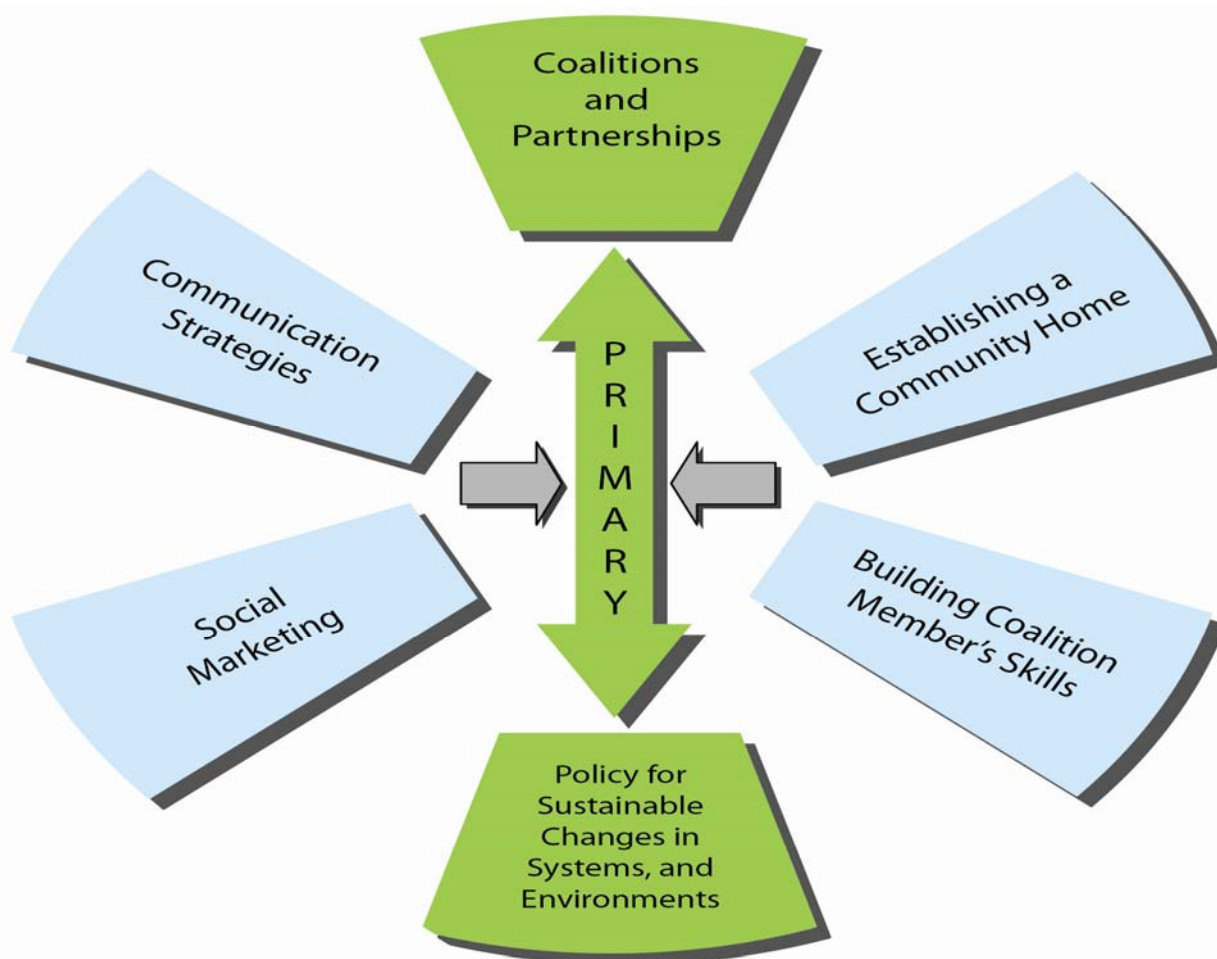 Coalitions
and
Partnerships
Communication
Strategies
Establishing a
Community Home
PRIMARY
Social
Marketing
Building Coalition
Member's Skills
Policy for
Sustainable
Changes in
Systems, and
Environments